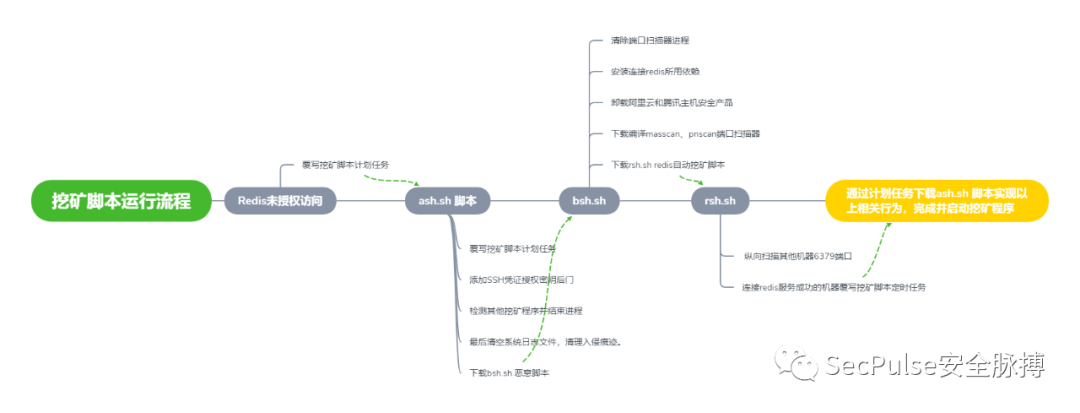 清除端口扫描器进程
安装连接redis所用依赖
卸载阿里云和腾讯主机安全产品
下载编译masscan、pnscan端口扫描器
下载rsh.sh redis自动挖矿脚本
覆写挖矿脚本计划任务
挖矿脚本运行流程
Redis未授权访问
ash.sh 脚本
bsh.sh
rsh.sh
通过计划任务下载ash.sh 脚本实现以
上相关行为，完成并启动挖矿程序
覆写挖矿脚本计划任务
添加SSH凭证授权密明后门
检测其他挖矿程序并结束进程
最后清空系统日志文件，清理入侵痕迹。
下载bsh.sh 恶意脚本
纵向扫描其他机器6379端口
连接redis服务成功的机器覆写挖矿脚本定时任务
SecPulse安全脉搏